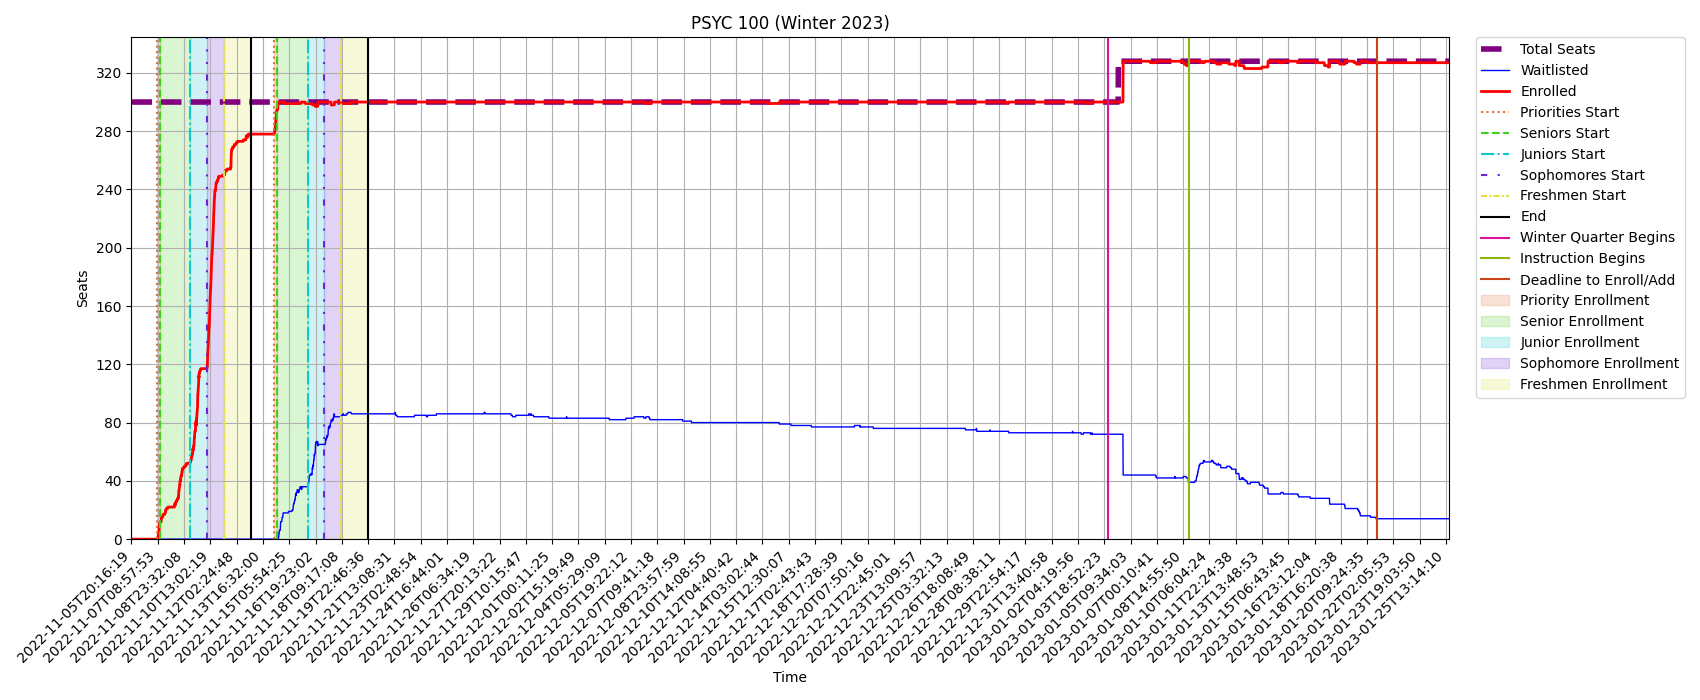 PSYC 100 (Winter 2023)
Seats
320
280
240
200
160
120
80
40
0
2022-11-05T20:16:19
2022-11-07T08:57:53
2022-11-08T23:32:08
2022-11-10T13:02:19
2022-11-12T02:24:48
2022-11-13T16:32:00
2022-11-15T05:54:25
2022-11-16T19:23:02
2022-11-18T09:17:08
2022-11-19T22:46:36
2022-11-21T13:08:31
2022-11-23T02:48:54
2022-11-24T16:44:01
2022-11-26T06:34:19
2022-11-27T20:13:22
2022-11-29T10:15:47
2022-12-01T00:11:25
2022-12-02T15:19:49
2022-12-04T05:29:09
2022-12-05T19:22:12
2022-12-07T09:41:18
2022-12-08T23:57:59
2022-12-10T14:08:55
2022-12-12T04:40:42
2022-12-14T03:02:44
2022-12-15T12:30:07
2022-12-17T02:43:43
2022-12-18T17:28:39
2022-12-20T07:50:16
2022-12-21T22:45:01
2022-12-23T13:09:57
2022-12-25T03:32:13
2022-12-26T18:08:49
2022-12-28T08:38:11
2022-12-29T22:54:17
2022-12-31T13:40:58
2023-01-02T04:19:56
2023-01-03T18:52:23
2023-01-05T09:34:03
2023-01-07T00:10:41
2023-01-08T14:55:50
2023-01-10T06:04:24
2023-01-11T22:24:38
2023-01-13T13:48:53
2023-01-15T06:43:45
2023-01-16T23:12:04
2023-01-18T16:20:38
2023-01-20T09:24:35
2023-01-22T02:05:53
2023-01-23T19:03:50
2023-01-25T13:14:10
Time
Total Seats
Waitlisted
Enrolled
Priorities Start
Seniors Start
Juniors Start
Sophomores Start
Freshmen Start
End
Winter Quarter Begins
Instruction Begins
Deadline to Enroll/Add
Priority Enrollment
Senior Enrollment
Junior Enrollment
Sophomore Enrollment
Freshmen Enrollment